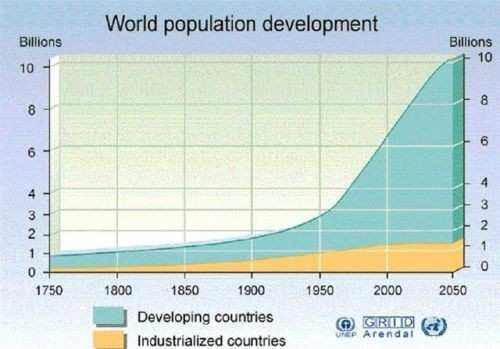 World population development
Billions
Billions
10
8
6
4
3
2
1
0
10
8
6
4
3
2
1
0
1750
1800
1850
1900
1950
2000
2050
Developing countries
Industrialized countries
UNEP
GRID
Arendal